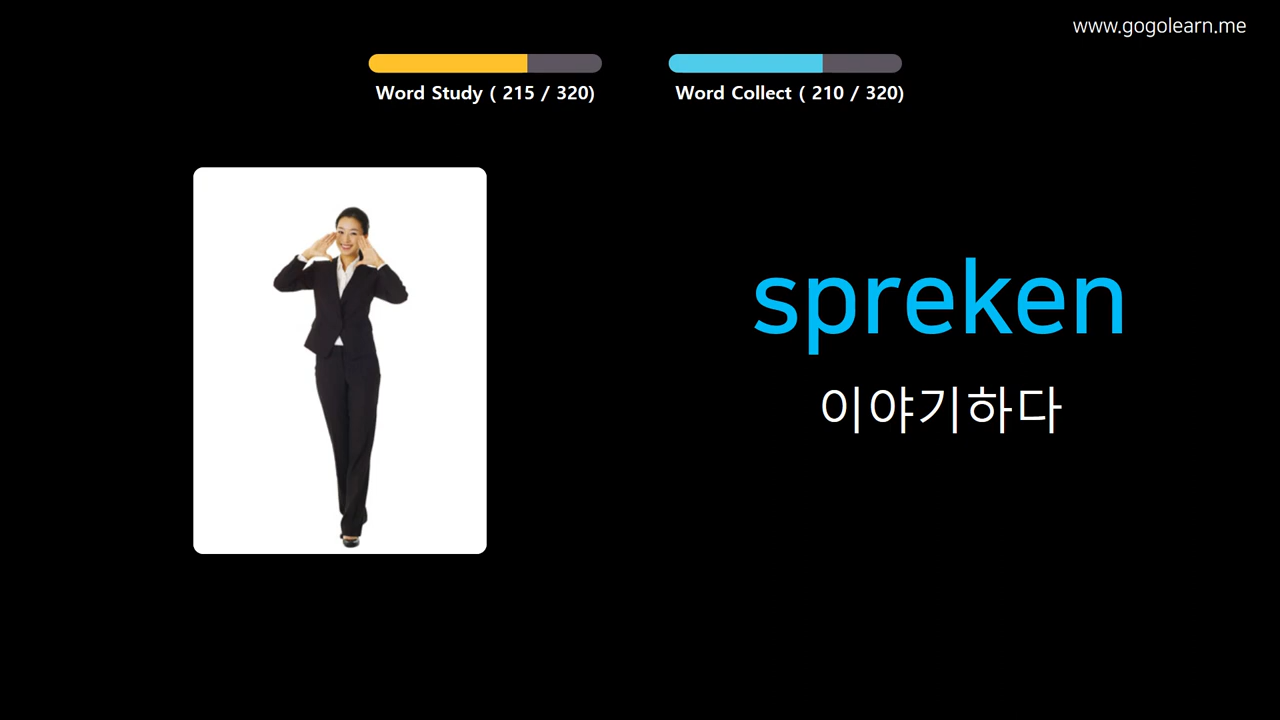 www.gogolearn.me
Word Study ( 215 / 320)
Word Collect ( 210 / 320)
spreken
이야기하다